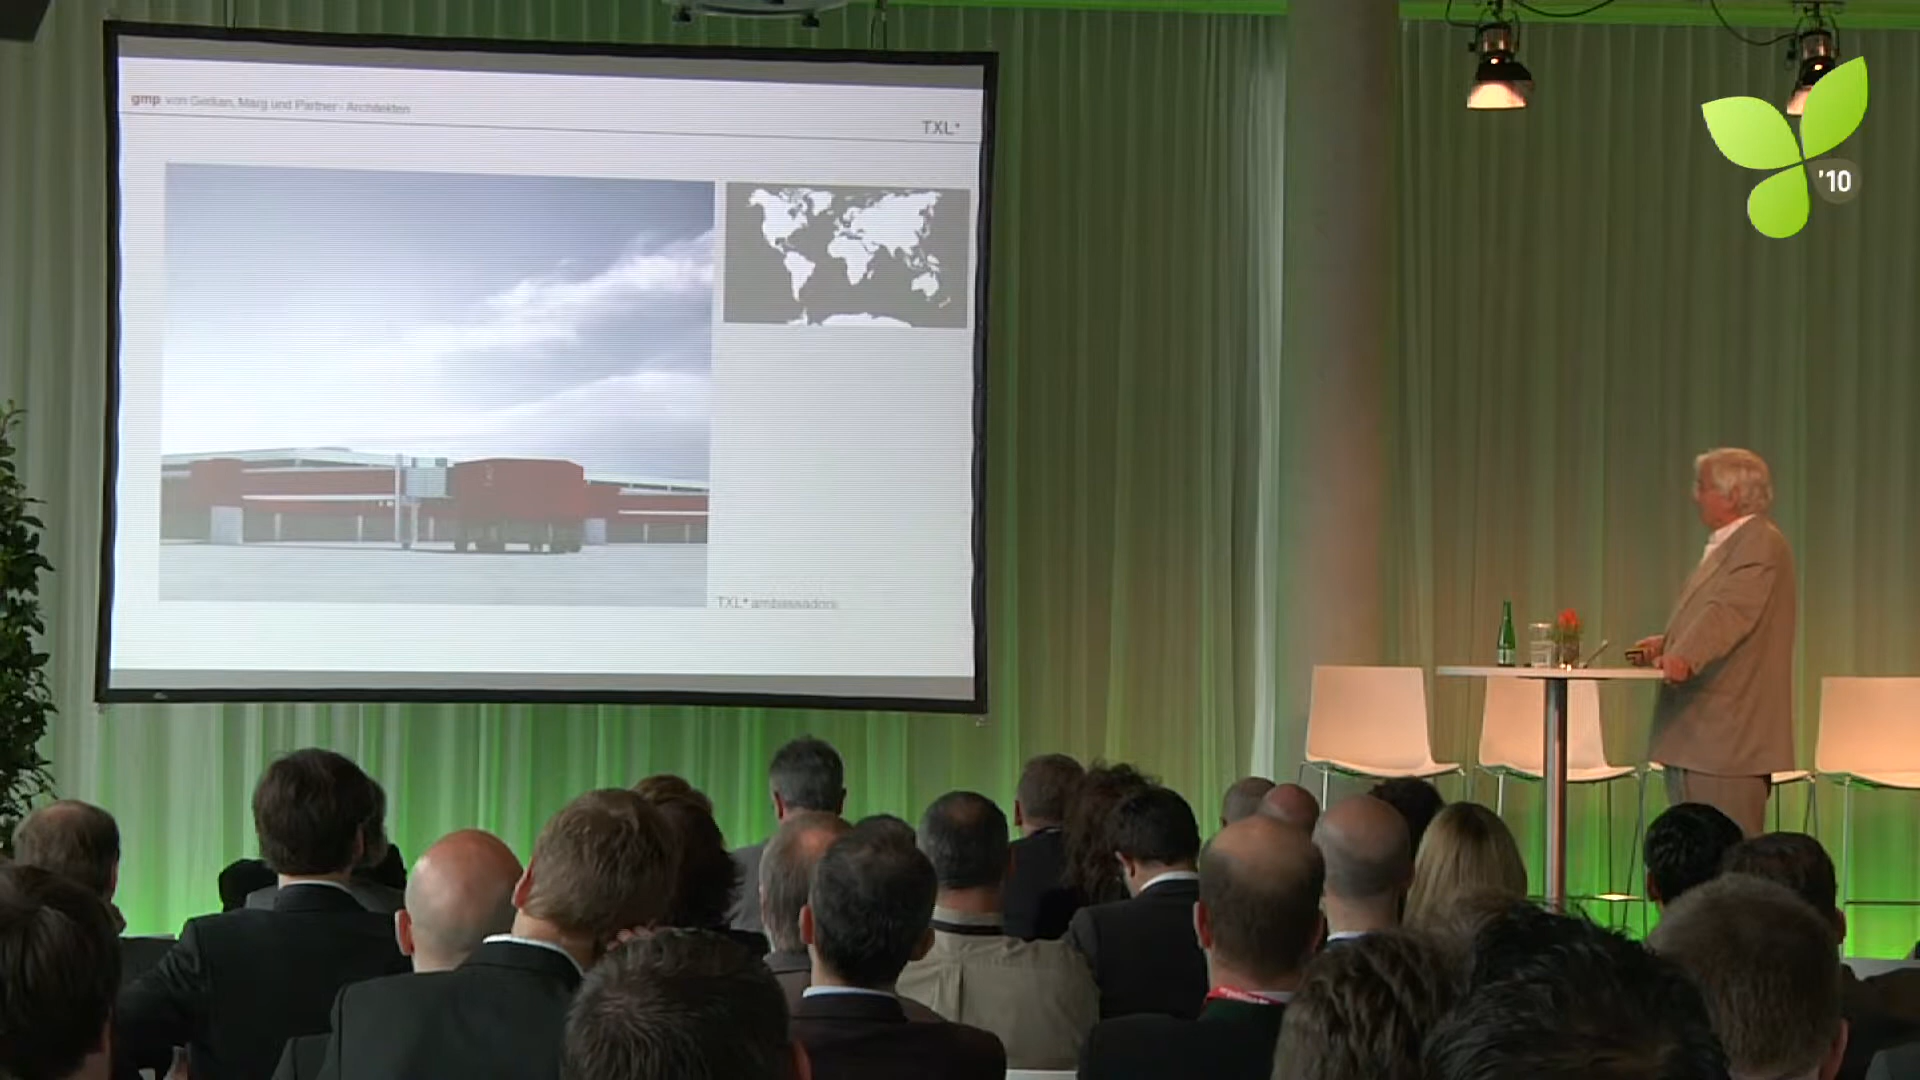 gmp von Gerkan, Marg und Partner · Architekten
TXL+
'10
TXL+ ambassadors